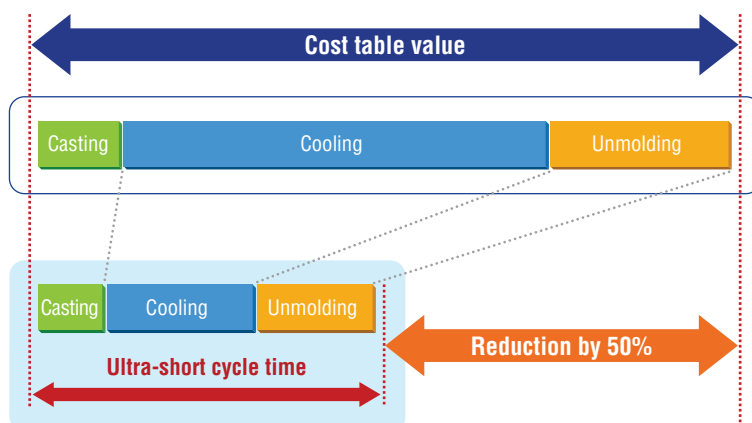 Cost table value
Casting
Cooling
Unmolding
Casting
Cooling
Unmolding
Ultra-short cycle time
Reduction by 50%